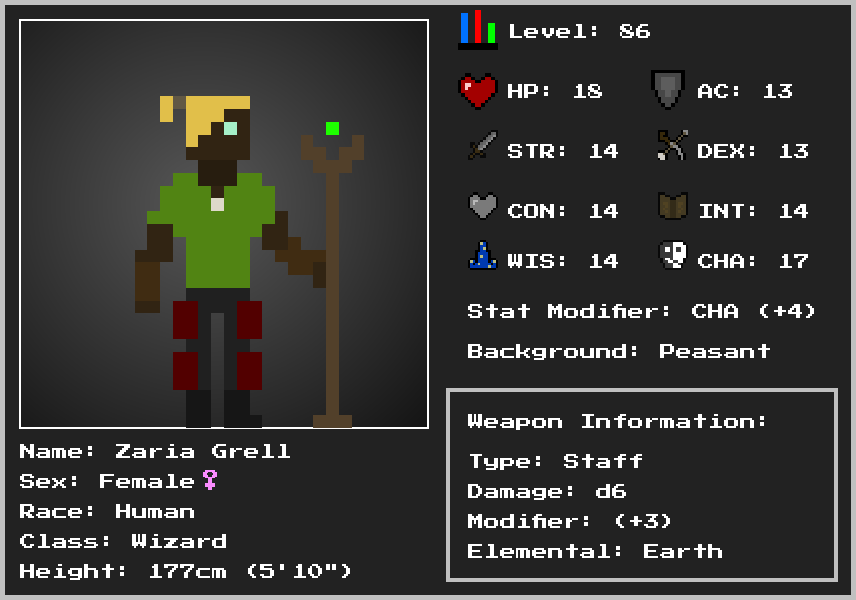 Level: 86
HP: 18 AC: 13
STR: 14 DEX: 13
CON: 14 INT: 14
WIS: 14 CHA: 17
Stat Modifier: CHA (+4)
Background: Peasant
Weapon Information:
Type: Staff
Damage: d6
Modifier: (+3)
Elemental: Earth
Name: Zaria Grell
Sex: Female♀
Race: Human
Class: Wizard
Height: 177cm (5'10")